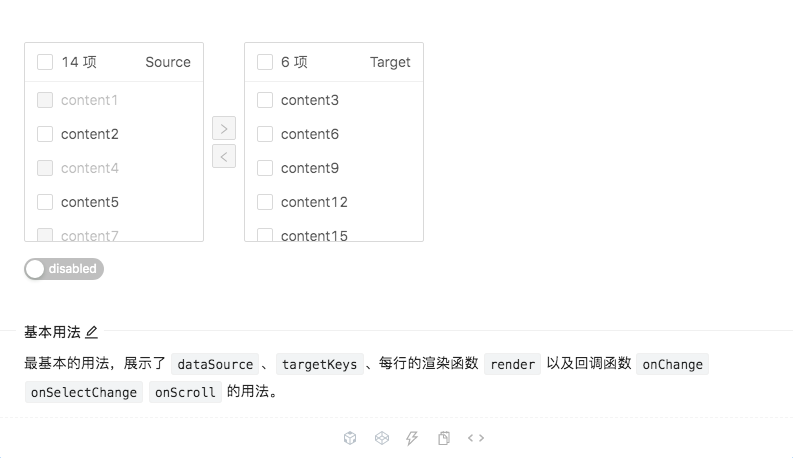 14 项 Source
content1
content2
content4
content5
content7
6 项 Target
content3
content6
content9
content12
content15
disabled
基本用法
最基本的用法，展示了 dataSource 、 targetKeys 、每行的渲染函数 render 以及回调函数 onChange
onSelectChange onScroll 的用法。